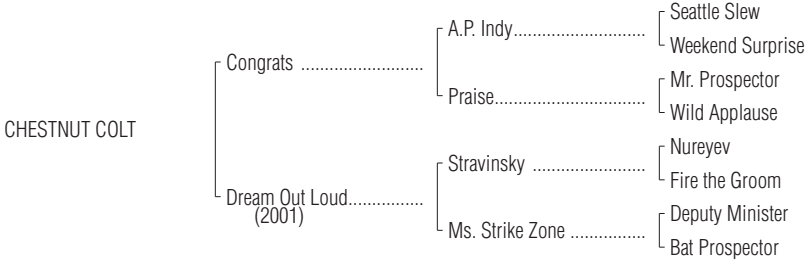 Seattle Slew
A.P. Indy..............................
Weekend Surprise
Congrats ...........................
Mr. Prospector
Praise..................................
Wild Applause
CHESTNUT COLT
Nureyev
Stravinsky .........................
Fire the Groom
Dream Out Loud.................
(2001)
Deputy Minister
Ms. Strike Zone .................
Bat Prospector